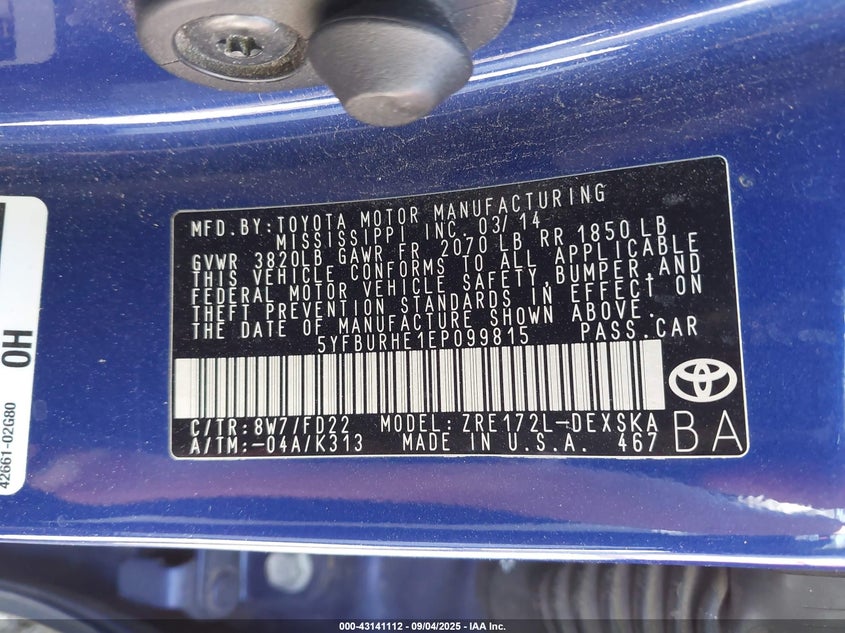 MFD.BY:TOYOTA MOTOR MANUFACTURING
MISSISSIPPI INC. 03/14
GVWR 3820LB GAWR FR 2070 LB RR 1850 LB
THIS VEHICLE CONFORMS TO ALL APPLICABLE
FEDERAL MOTOR VEHICLE SAFETY,BUMPER,AND
THEFT PREVENTION STANDARDS IN EFFECT ON
THE DATE OF MANUFACTURE SHOWN ABOVE.
5YFBURHE1EP099815 PASS.CAR
C/TR:8W7/FD22 MODEL:ZRE172L-DEXSKA
A/TM:-04A/K313 MADE IN U.S.A. 467
BA
OH
42661-02G80
000-43141112 - 09/04/2025 - IAA Inc.